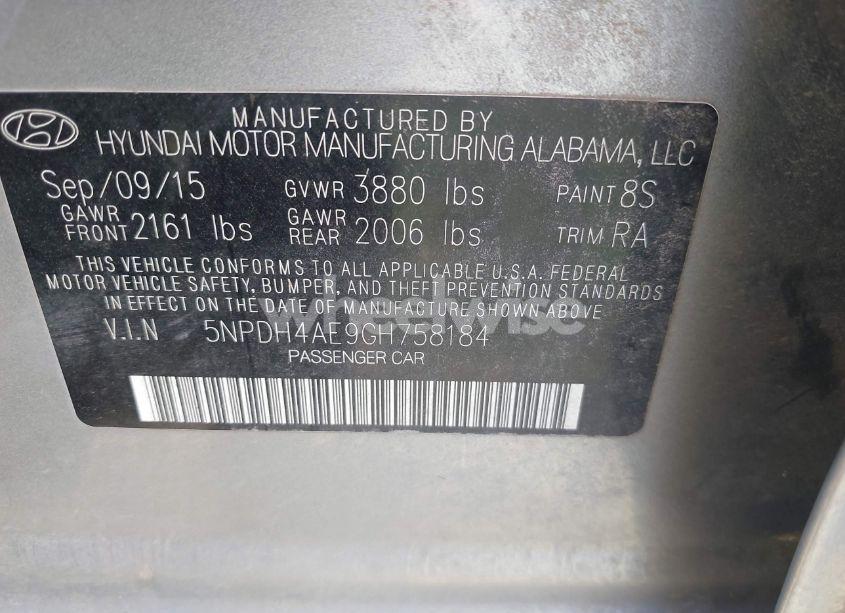 MANUFACTURED BY
HYUNDAI MOTOR MANUFACTURING ALABAMA, LLC
Sep/09/15 GVWR 3880 lbs PAINT 8S
GAWR FRONT 2161 lbs GAWR REAR 2006 lbs TRIM RA
THIS VEHICLE CONFORMS TO ALL APPLICABLE U.S.A. FEDERAL
MOTOR VEHICLE SAFETY, BUMPER, AND THEFT PREVENTION STANDARDS
IN EFFECT ON THE DATE OF MANUFACTURE SHOWN ABOVE
wheelwise
V.I.N 5NPDH4AE9GH758184
PASSENGER CAR